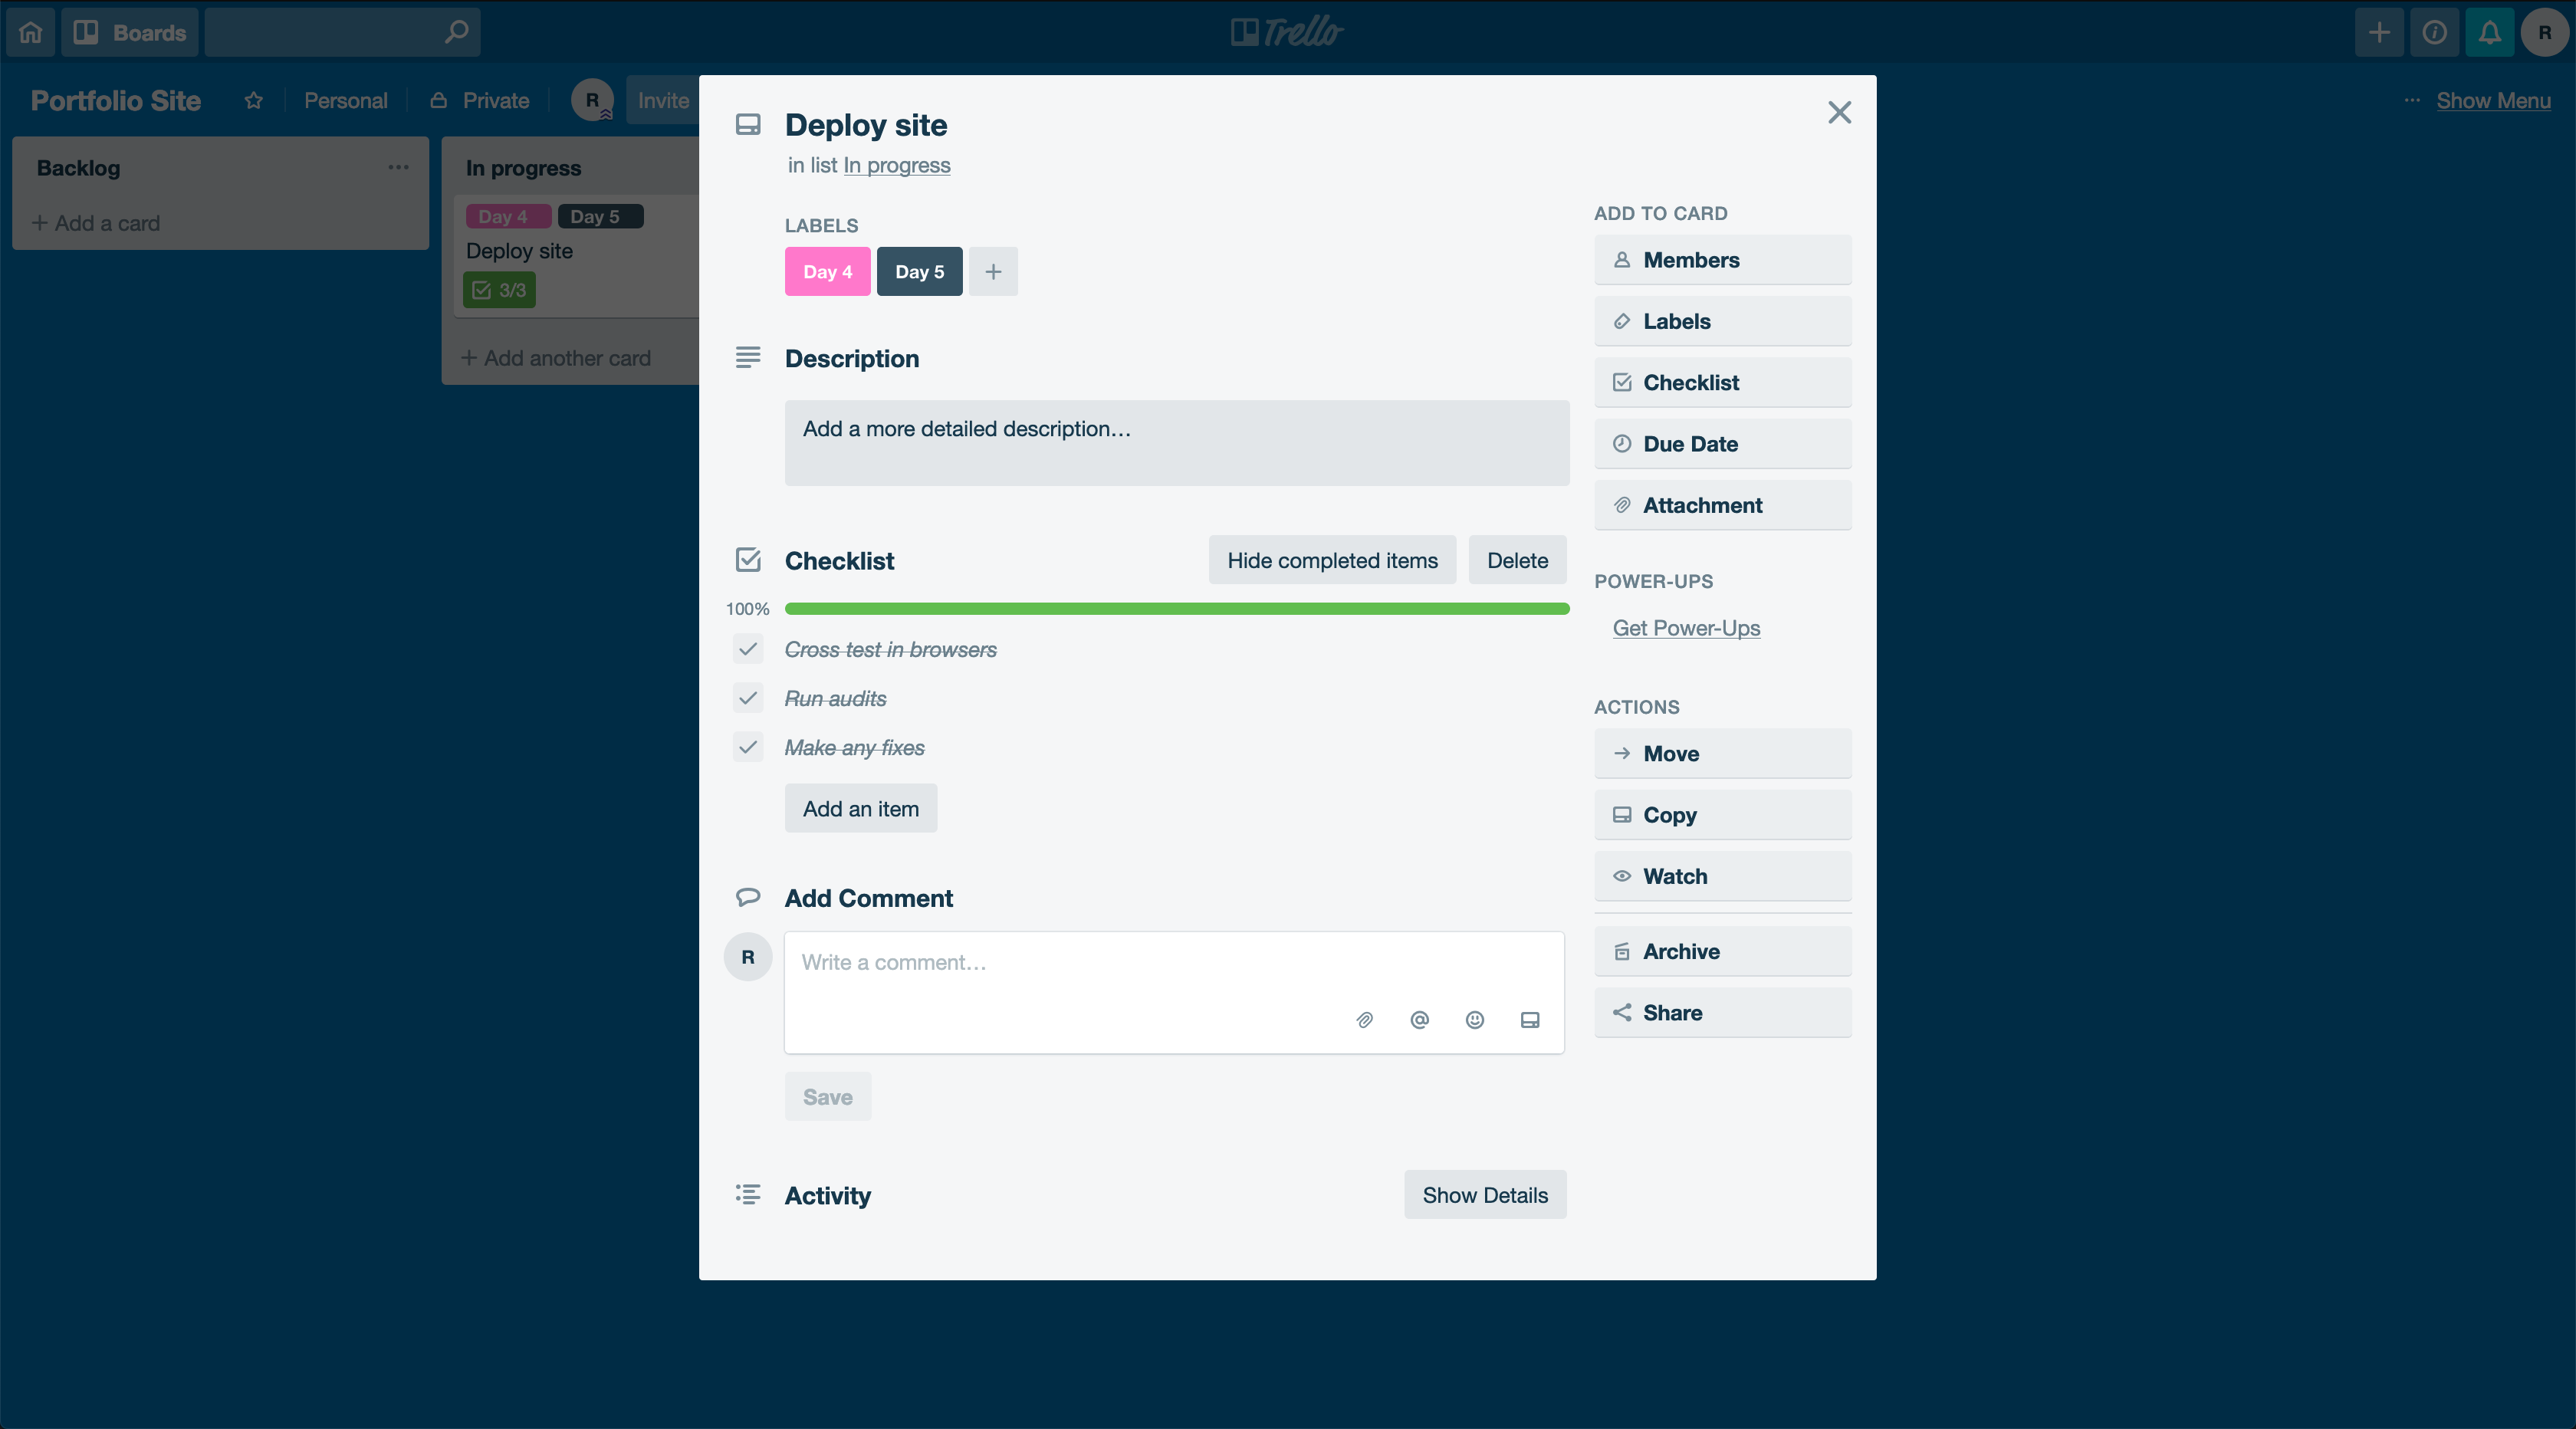 Boards
Trello
R
Portfolio Site
Personal
Private
R
Invite
... Show Menu
Backlog
+ Add a card
In progress
Day 4 Day 5
Deploy site
3/3
+ Add another card
Deploy site
in list In progress
LABELS
Day 4 Day 5 +
Description
Add a more detailed description…
Checklist
Hide completed items
Delete
100%
Cross test in browsers
Run audits
Make any fixes
Add an item
Add Comment
R
Write a comment…
@
Save
Activity
Show Details
ADD TO CARD
Members
Labels
Checklist
Due Date
Attachment
POWER-UPS
Get Power-Ups
ACTIONS
Move
Copy
Watch
Archive
Share